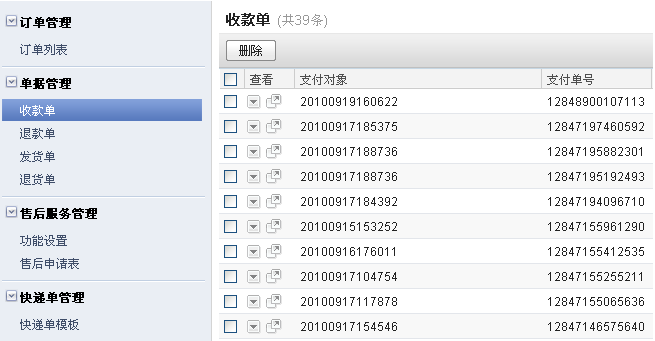 订单管理
订单列表
单据管理
收款单
退款单
发货单
退货单
售后服务管理
功能设置
售后申请表
快递单管理
快递单模板
收款单 (共39条)
删除
查看 支付对象 支付单号
20100919160622 12848900107113
20100917185375 12847197460592
20100917188736 12847195882301
20100917188736 12847195192493
20100917184392 12847194096710
20100915153252 12847155961290
20100916176011 12847155412535
20100917104754 12847155255211
20100917117878 12847155065636
20100917154546 12847146575640